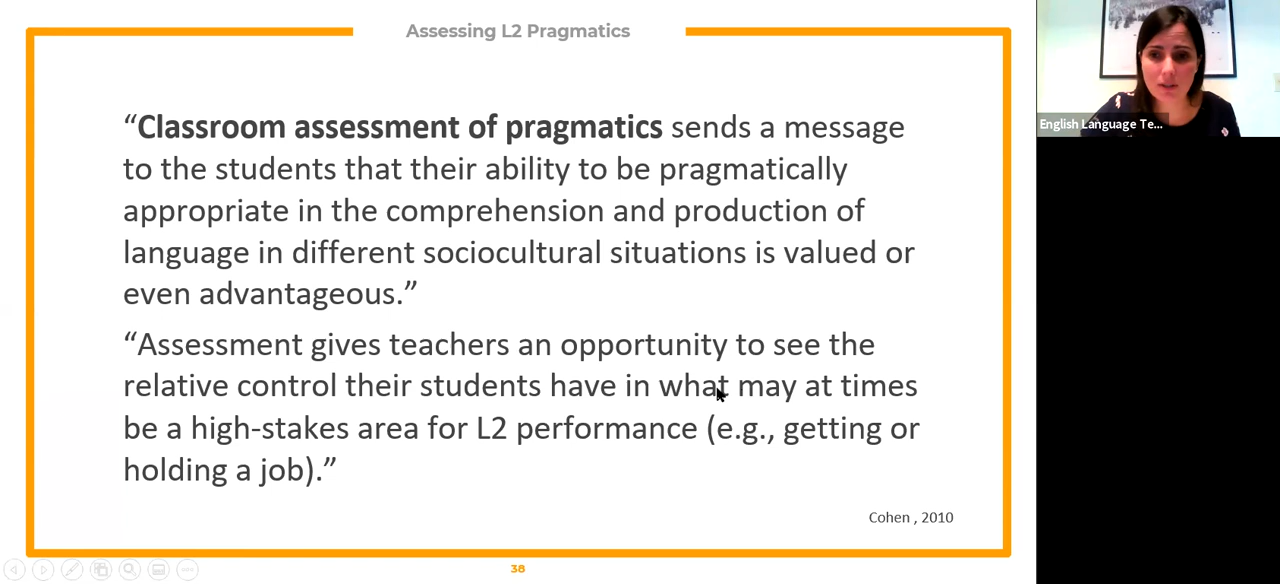 Assessing L2 Pragmatics
“Classroom assessment of pragmatics sends a message
to the students that their ability to be pragmatically
appropriate in the comprehension and production of
language in different sociocultural situations is valued or
even advantageous.”
“Assessment gives teachers an opportunity to see the
relative control their students have in what may at times
be a high-stakes area for L2 performance (e.g., getting or
holding a job).”
Cohen , 2010
38
English Language Te...